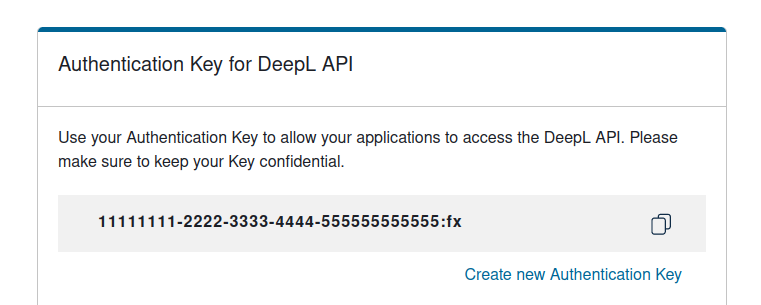 Authentication Key for DeepL API
Use your Authentication Key to allow your applications to access the DeepL API. Please
make sure to keep your Key confidential.
11111111-2222-3333-4444-555555555555:fx
Create new Authentication Key